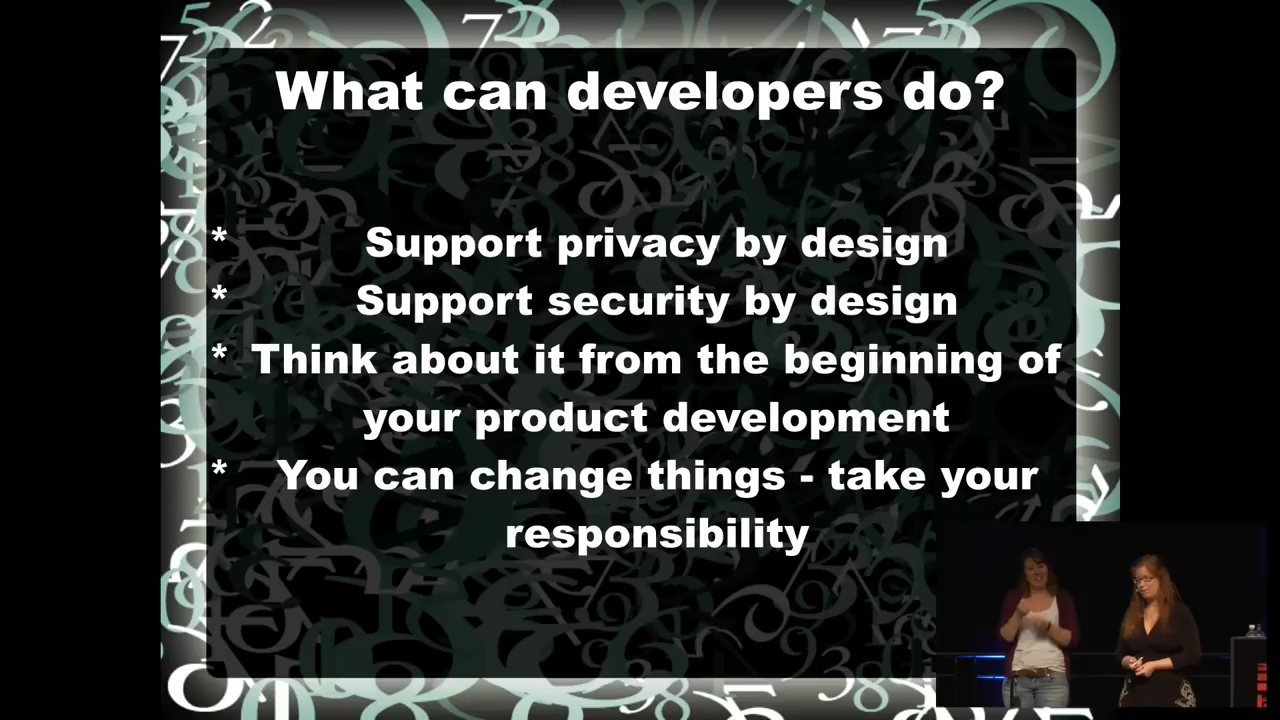 What can developers do?
* Support privacy by design
* Support security by design
* Think about it from the beginning of
your product development
* You can change things - take your
responsibility